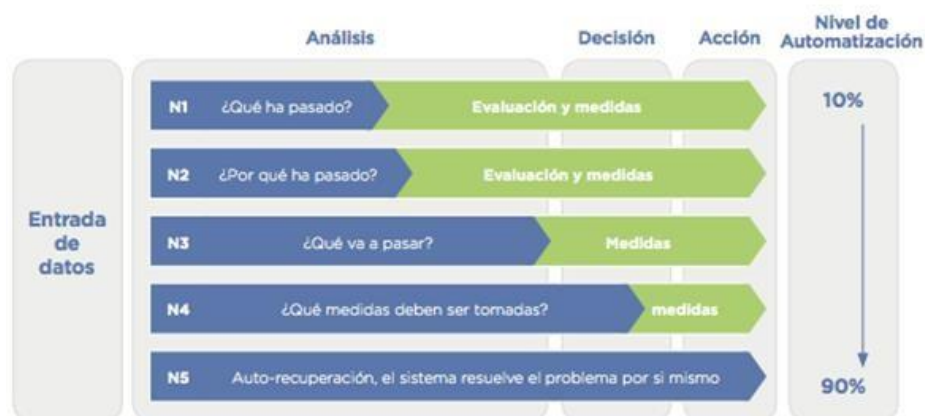 Análisis
Decisión
Acción
Nivel de
Automatización
Entrada
de
datos
N1 ¿Qué ha pasado? Evaluación y medidas
10%
N2 ¿Por qué ha pasado? Evaluación y medidas
N3 ¿Qué va a pasar? Medidas
N4 ¿Qué medidas deben ser tomadas? medidas
N5 Auto-recuperación, el sistema resuelve el problema por si mismo
90%